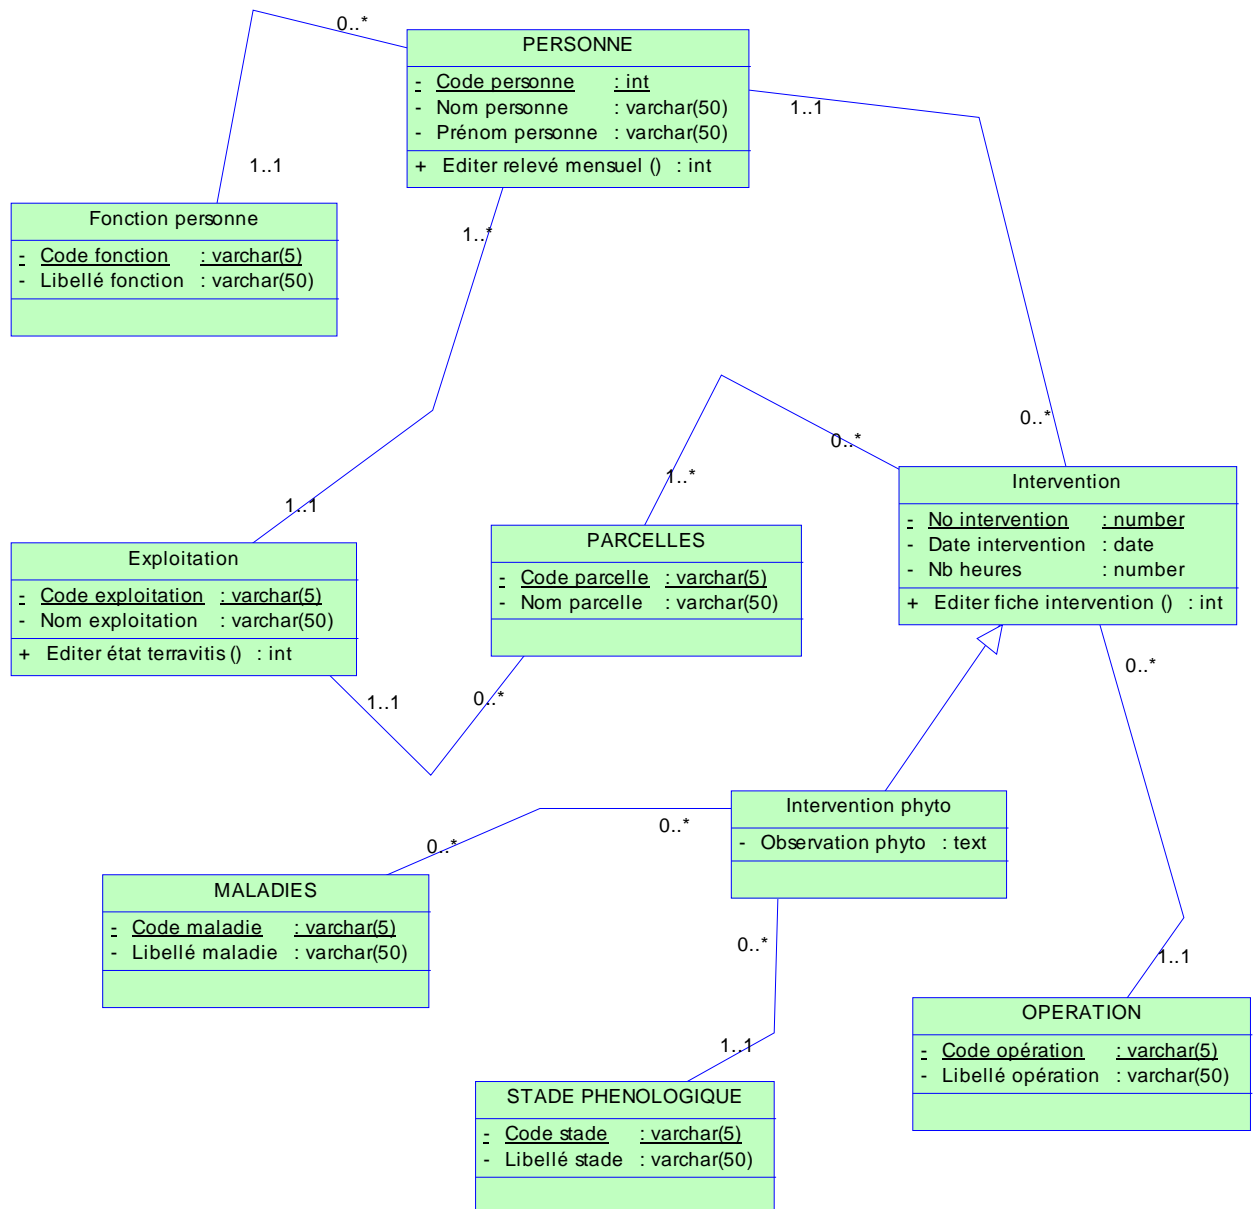 0..*
PERSONNE
- Code personne : int
- Nom personne : varchar(50)
- Prénom personne : varchar(50)
+ Editer relevé mensuel () : int
1..1
1..1
Fonction personne
- Code fonction : varchar(5)
- Libellé fonction : varchar(50)
1..*
0..*
0..*
1..*
1..1
Intervention
- No intervention : number
- Date intervention : date
- Nb heures : number
+ Editer fiche intervention () : int
Exploitation
- Code exploitation : varchar(5)
- Nom exploitation : varchar(50)
+ Editer état terravitis () : int
PARCELLES
- Code parcelle : varchar(5)
- Nom parcelle : varchar(50)
1..1
0..*
0..*
Intervention phyto
- Observation phyto : text
0..*
0..*
MALADIES
- Code maladie : varchar(5)
- Libellé maladie : varchar(50)
0..*
1..1
1..1
OPERATION
- Code opération : varchar(5)
- Libellé opération : varchar(50)
STADE PHENOLOGIQUE
- Code stade : varchar(5)
- Libellé stade : varchar(50)